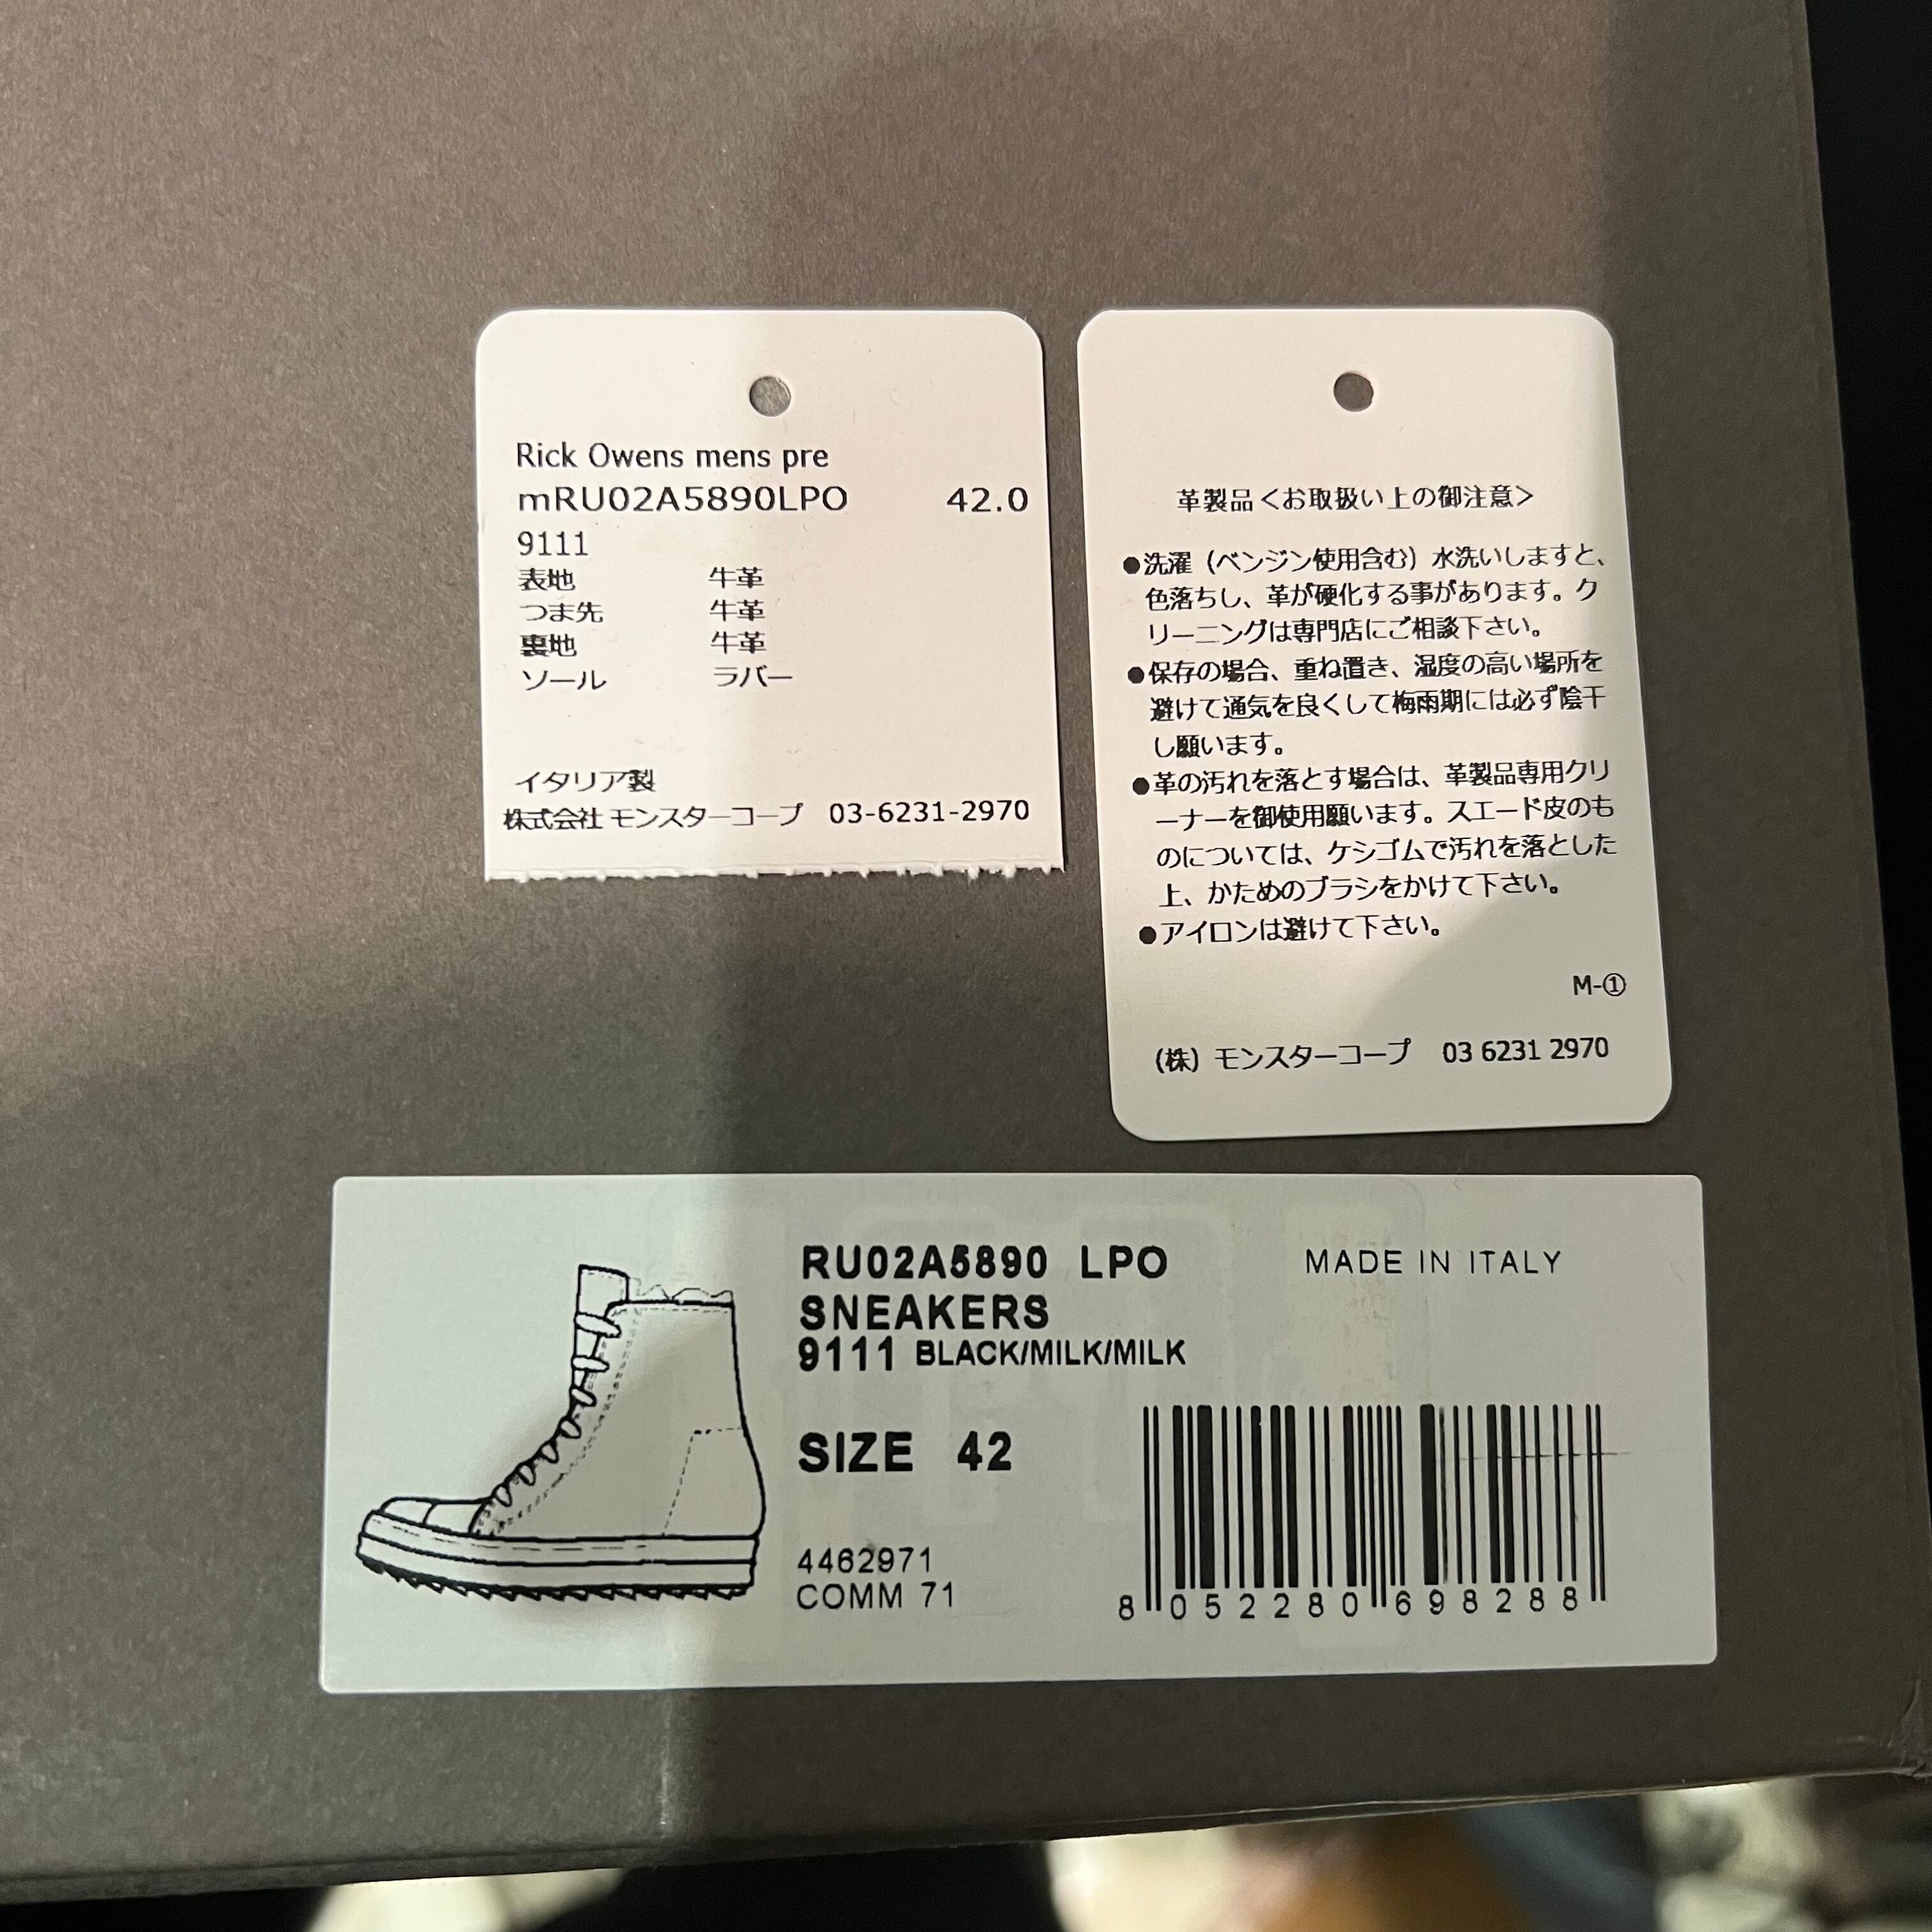 Rick Owens mens pre
mRU02A5890LPO 42.0
9111
表地 牛革
つま先 牛革
裏地 牛革
ソール ラバー
イタリア製
株式会社 モンスターコープ 03-6231-2970
革製品<お取扱い上の御注意>
●洗濯(ベンジン使用含む)水洗いしますと、
色落ちし、革が硬化する事があります。ク
リーニングは専門店にご相談下さい。
●保存の場合、重ね置き、湿度の高い場所を
避けて通気を良くして梅雨期には必ず陰干
し願います。
●革の汚れを落とす場合は、革製品専用クリ
ーナーを御使用願います。スエード皮のも
のについては、ケシゴムで汚れを落とした
上、かためのブラシをかけて下さい。
●アイロンは避けて下さい。
M-①
(株) モンスターコープ 03 6231 2970
RU02A5890 LPO MADE IN ITALY
SNEAKERS
9111 BLACK/MILK/MILK
SIZE 42
4462971
COMM 71
8 052280 698288